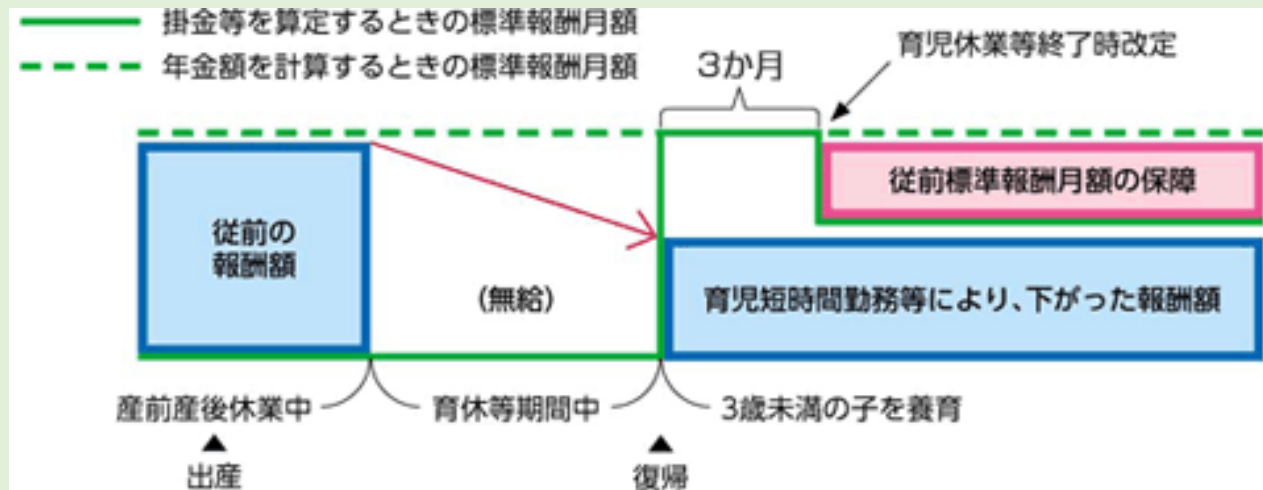 掛金等を算定するときの標準報酬月額
年金額を計算するときの標準報酬月額
3か月
育児休業等終了時改定
従前標準報酬月額の保障
従前の
報酬額
(無給)
育児短時間勤務等により、下がった報酬額
産前産後休業中
育休等期間中
3歳未満の子を養育
▲
出産
▲
復帰